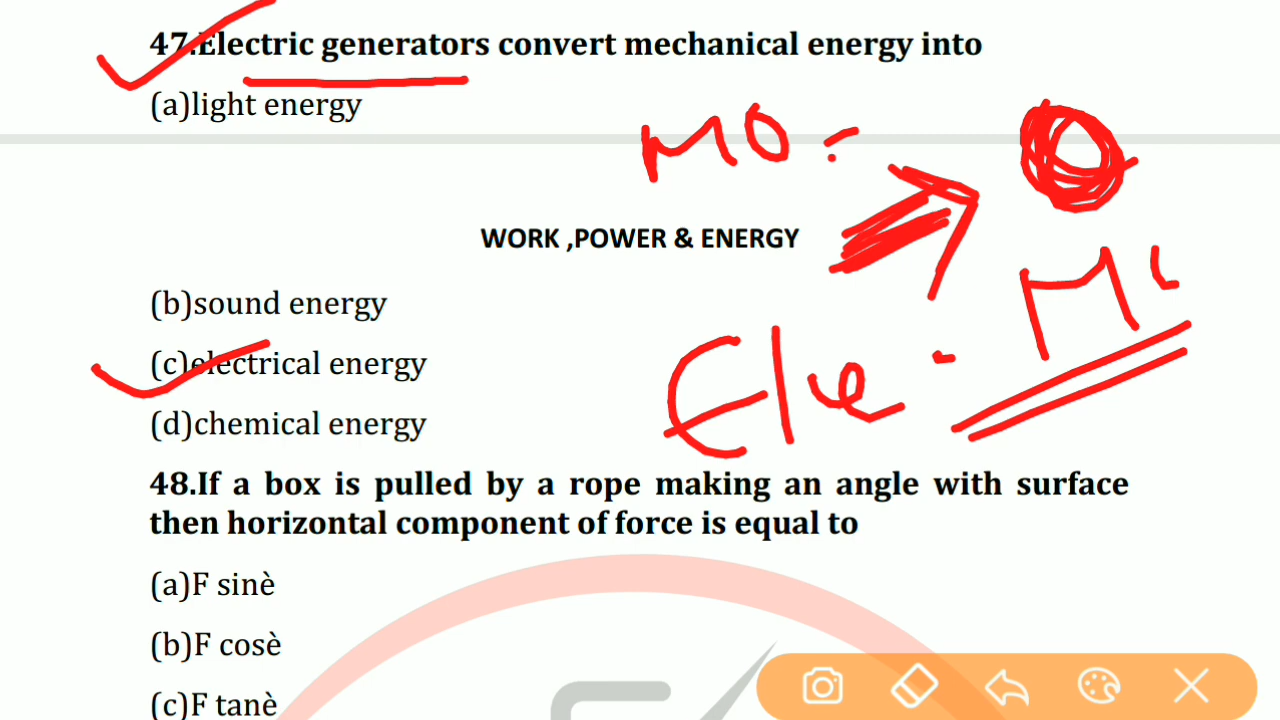 47.Electric generators convert mechanical energy into
(a)light energy
Mo:
WORK ,POWER & ENERGY
M
(b)sound energy
(c)electrical energy
Ele -
(d)chemical energy
48.If a box is pulled by a rope making an angle with surface
then horizontal component of force is equal to
(a)F sinè
(b)F cosè
(c)F tanè